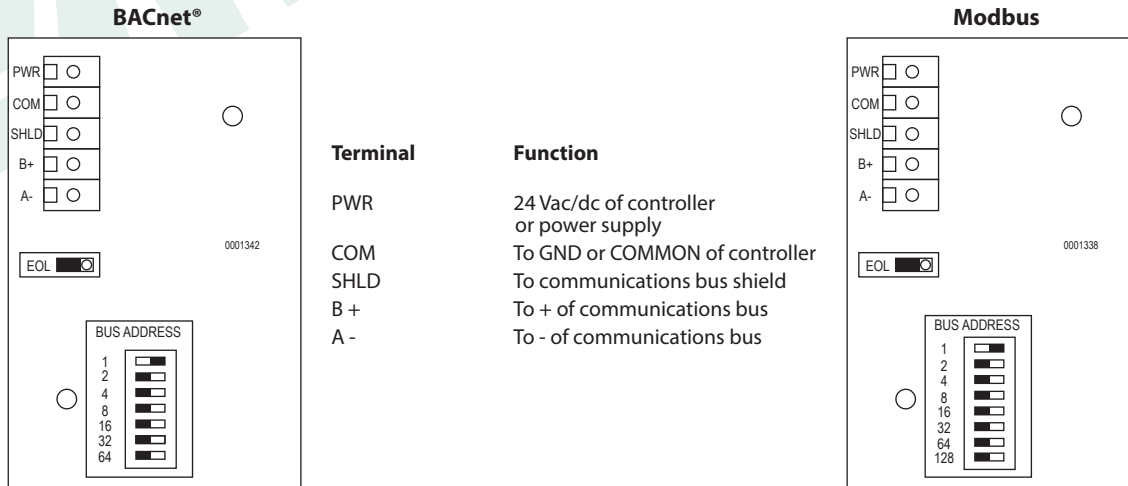 BACnet®
PWR
COM
SHLD
B+
A-
0001342
EOL
BUS ADDRESS
1
2
4
8
16
32
64
Terminal Function
PWR 24 Vac/dc of controller
or power supply
COM To GND or COMMON of controller
SHLD To communications bus shield
B + To + of communications bus
A - To - of communications bus
Modbus
PWR
COM
SHLD
B+
A-
0001338
EOL
BUS ADDRESS
1
2
4
8
16
32
64
128